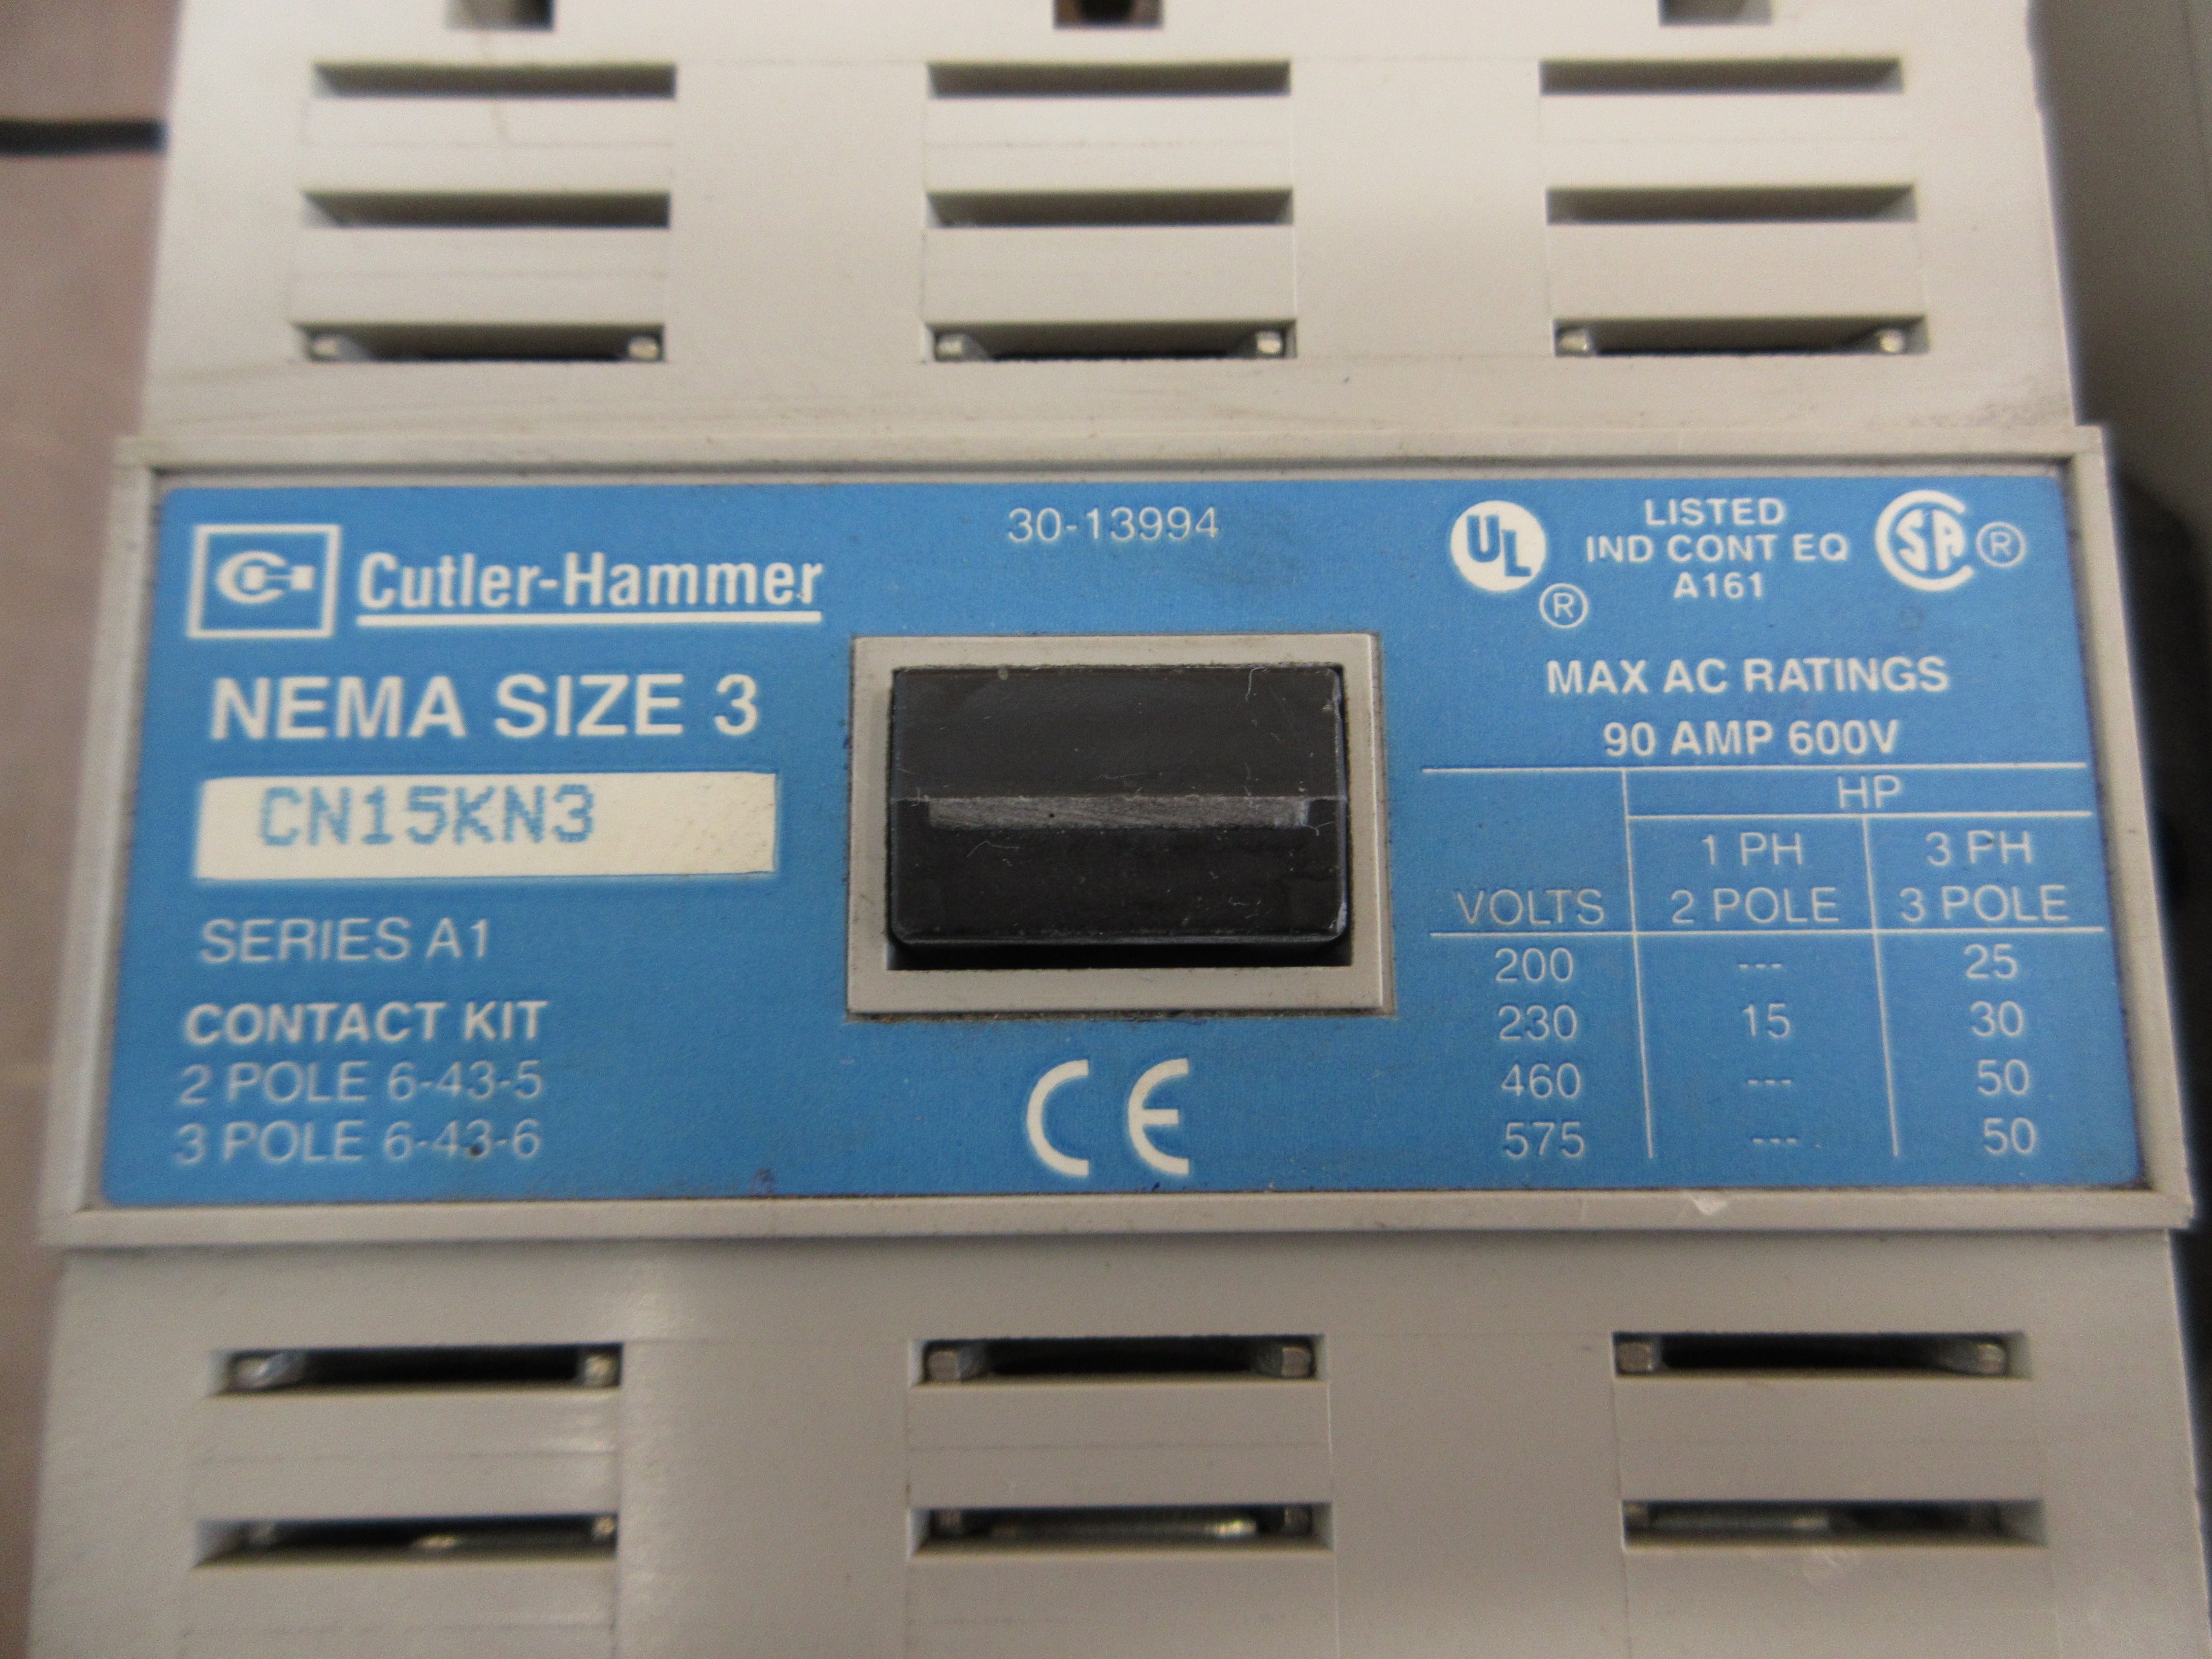 Cutler-Hammer
NEMA SIZE 3
CN15KN3
SERIES A1
CONTACT KIT
2 POLE 6-43-5
3 POLE 6-43-6
30-13994
CE
UL ®
LISTED
IND CONT EQ
A161
SA ®
MAX AC RATINGS
90 AMP 600V
HP
VOLTS 1 PH 2 POLE 3 PH 3 POLE
200 --- 25
230 15 30
460 --- 50
575 --- 50